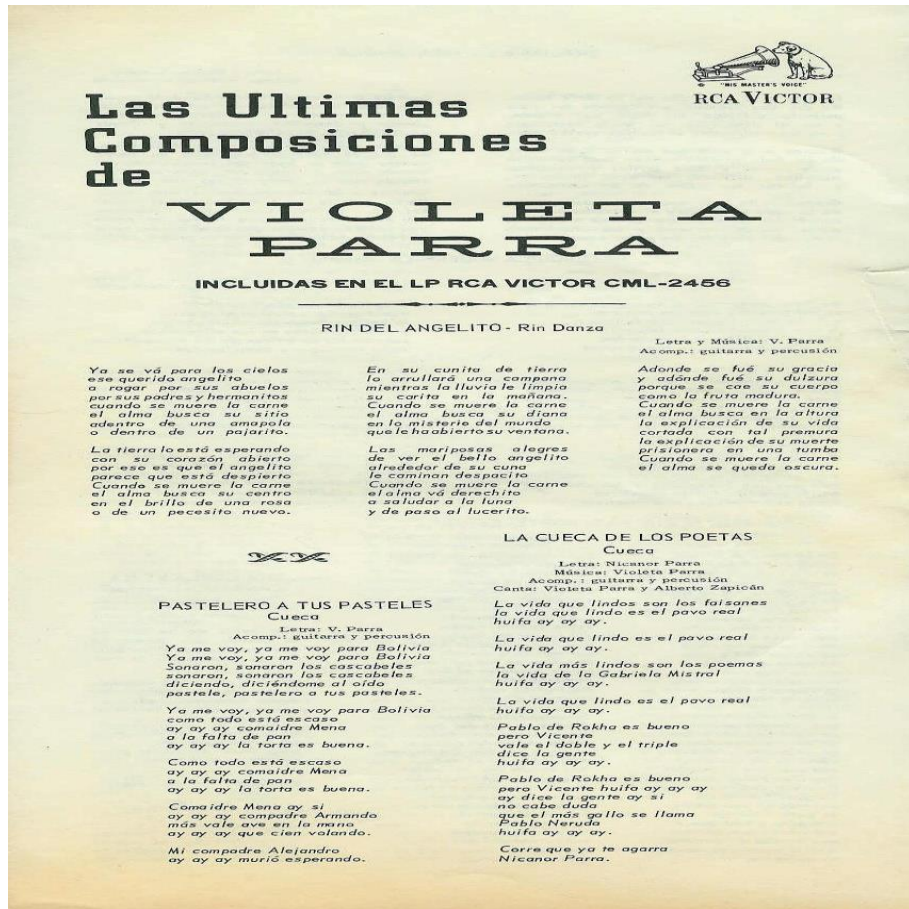 "HIS MASTER'S VOICE"
RCA VICTOR
Las Ultimas
Composiciones
de
VIOLETA
PARRA
INCLUIDAS EN EL LP RCA VICTOR CML-2456
RIN DEL ANGELITO - Rin Danza
Letra y Música: V. Parra
Acomp.: guitarra y percusión
Ya se vá para los cielos
ese querido angelito
a rogar por sus abuelos
por sus padres y hermanitos
cuando se muere la carne
el alma busca su sitio
adentro de una amapola
o dentro de un pajarito.
La tierra lo está esperando
con su corazón abierto
por eso es que el angelito
parece que está despierto
Cuando se muere la carne
el alma busca su centro
en el brillo de una rosa
o de un pecesito nuevo.
En su cunita de tierra
lo arrullará una campana
mientras la lluvia le limpia
su carita en la mañana.
Cuando se muere la carne
el alma busca su diana
en lo misterio del mundo
que le ha abierto su ventana.
Las mariposas alegres
de ver el bello angelito
alrededor de su cuna
le caminan despacito
Cuando se muere la carne
el alma vá derechito
a saludar a la luna
y de paso al lucerito.
Adonde se fué su gracia
y adónde fué su dulzura
porque se cae su cuerpo
como la fruta madura.
Cuando se muere la carne
el alma busca en la altura
la explicación de su vida
cortada con tal premura
la explicación de su muerte
prisionera en una tumba
Cuando se muere la carne
el alma se queda oscura.
PASTELERO A TUS PASTELES
Cueca
Letra: V. Parra
Acomp.: guitarra y percusión
Ya me voy, ya me voy para Bolivia
Ya me voy, ya me voy para Bolivia
Sonaron, sonaron los cascabeles
sonaron, sonaron los cascabeles
diciendo, diciéndome al oído
pastele, pastelero a tus pasteles.
Ya me voy, ya me voy para Bolivia
como todo está escaso
ay ay ay comaidre Mena
a la falta de pan
ay ay ay la torta es buena.
Como todo está escaso
ay ay ay comaidre Mena
a la falta de pan
ay ay ay la torta es buena.
Comaidre Mena ay si
ay ay ay compadre Armando
más vale ave en la mano
ay ay ay que cien volando.
Mi compadre Alejandro
ay ay ay murió esperando.
LA CUECA DE LOS POETAS
Cueca
Letra: Nicanor Parra
Música: Violeta Parra
Acomp. : guitarra y percusión
Canta: Violeta Parra y Alberto Zapicán
La vida que lindos son los faisanes
la vida que lindo es el pavo real
huifa ay ay ay.
La vida que lindo es el pavo real
huifa ay ay ay.
La vida más lindos son los poemas
la vida de la Gabriela Mistral
huifa ay ay ay.
La vida que lindo es el pavo real
huifa ay ay ay.
Pablo de Rokha es bueno
pero Vicente
vale el doble y el triple
dice la gente
huifa ay ay ay.
Pablo de Rokha es bueno
pero Vicente huifa ay ay ay
ay dice la gente ay si
no cabe duda
que el más gallo se llama
Pablo Neruda
huifa ay ay ay.
Corre que ya te agarra
Nicanor Parra.